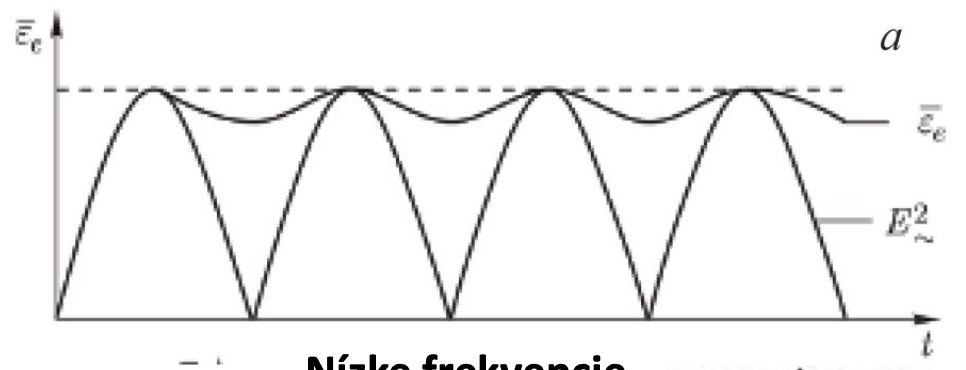 ε̅ₑ
a
ε̅ₑ
E²~
t
Nízke frekvencie